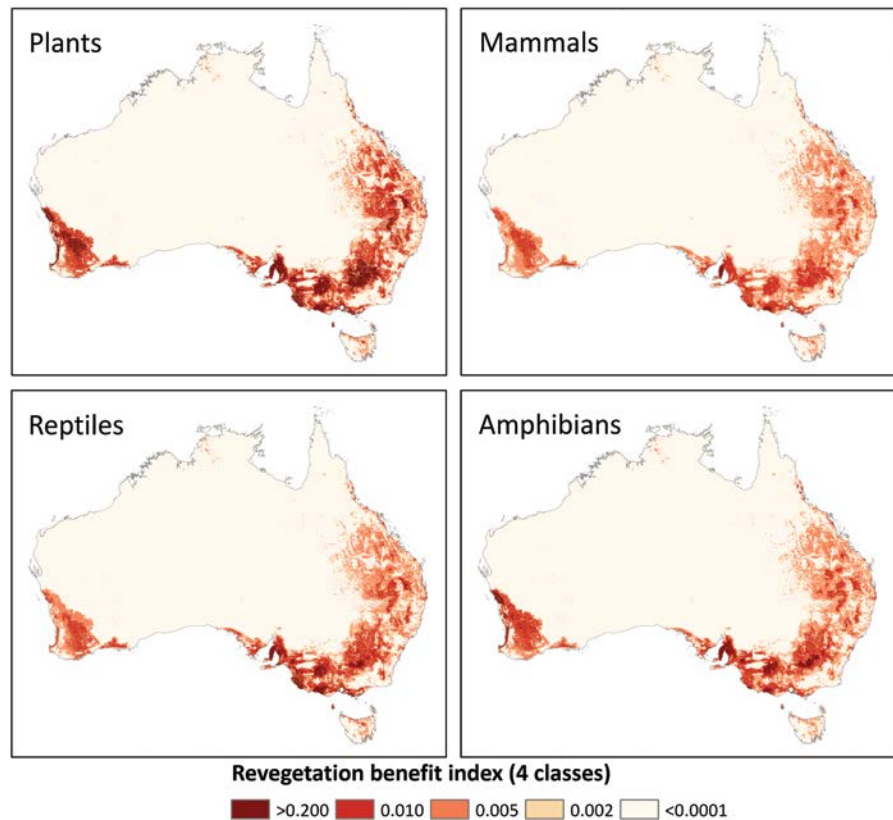 Plants
Mammals
Reptiles
Amphibians
Revegetation benefit index (4 classes)
>0.200 0.010 0.005 0.002 <0.0001